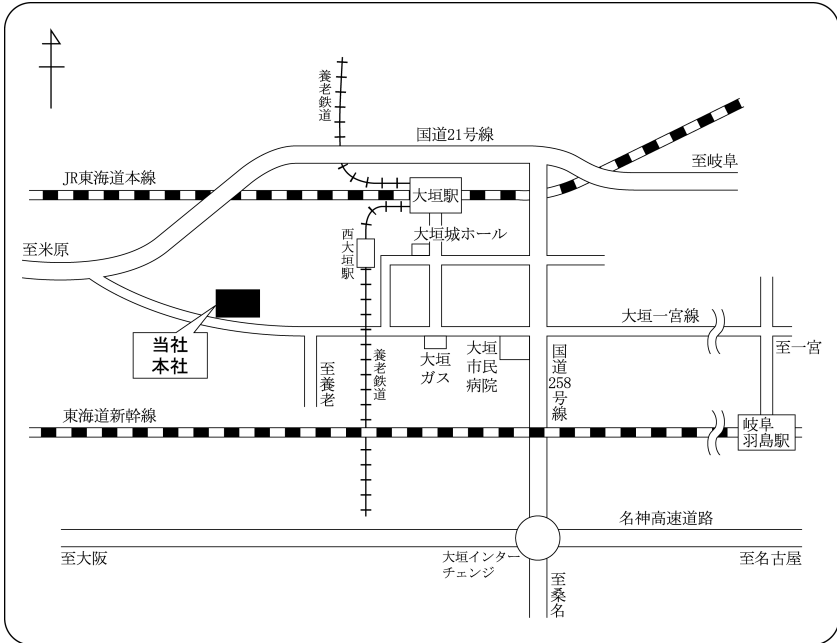 養老鉄道
国道21号線
至岐阜
JR東海道本線
大垣駅
至米原
西大垣駅
大垣城ホール
大垣一宮線
当社
本社
至養老
養老鉄道
大垣
ガス
大垣
市民
病院
国道258号線
至一宮
東海道新幹線
岐阜
羽島駅
名神高速道路
至大阪
大垣インター
チェンジ
至桑名
至名古屋